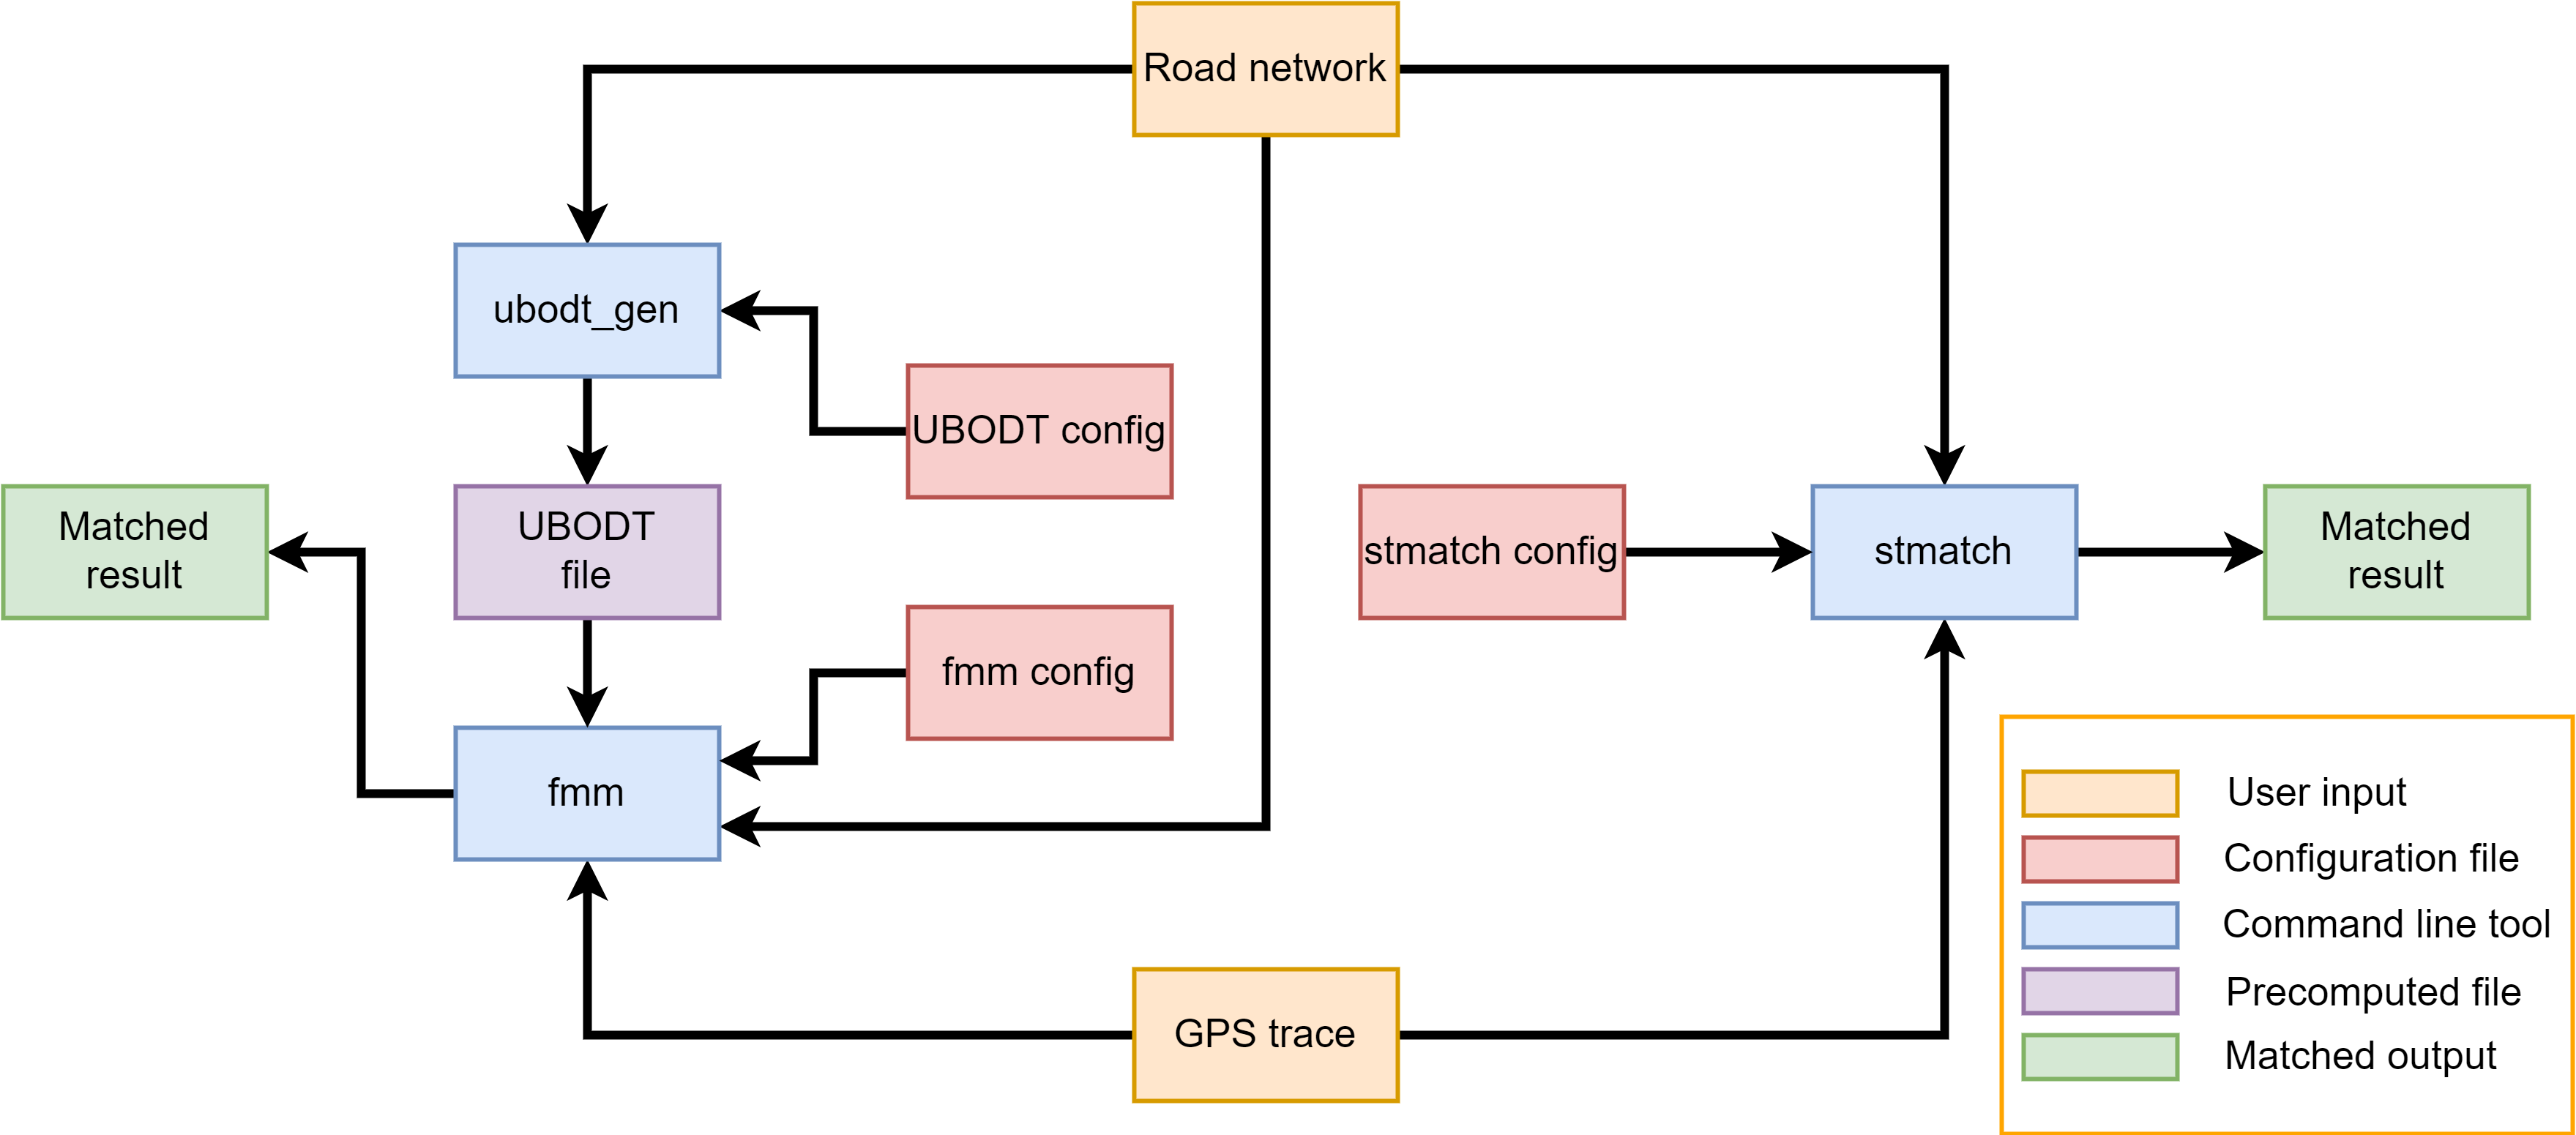 Road network
ubodt_gen
UBODT config
Matched
result
UBODT
file
stmatch config
stmatch
Matched
result
fmm config
fmm
GPS trace
User input
Configuration file
Command line tool
Precomputed file
Matched output